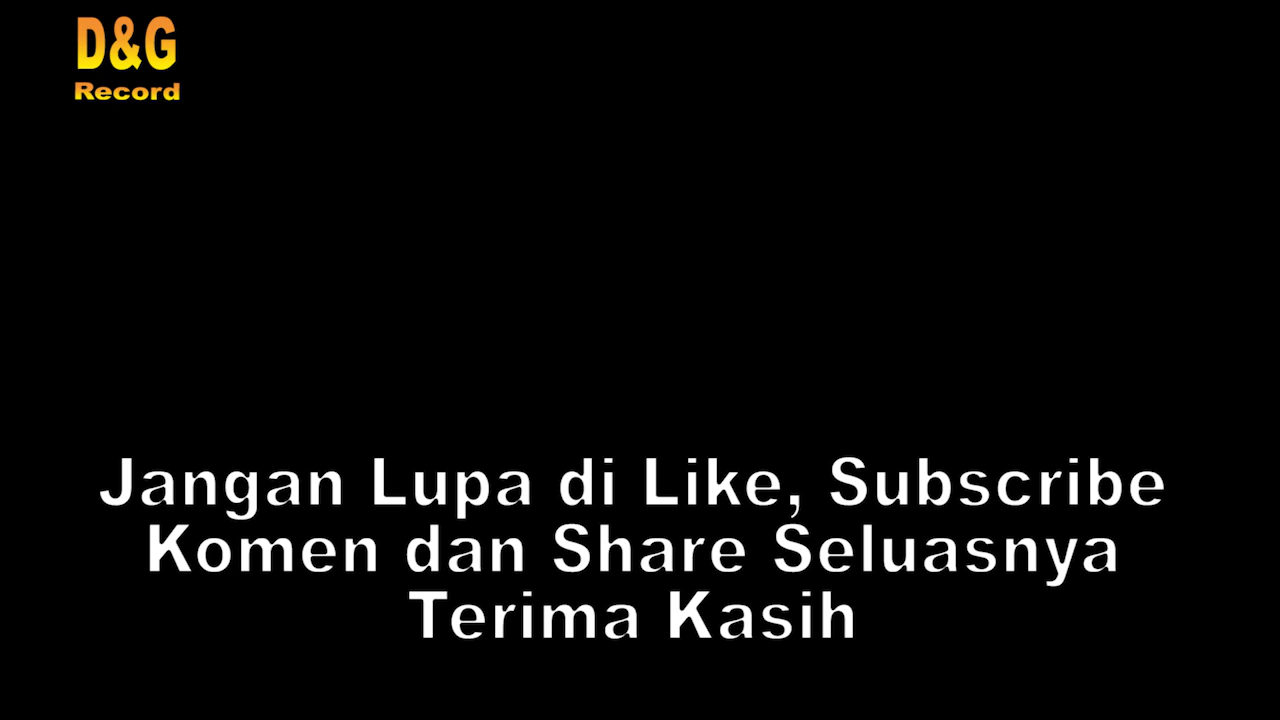 D&G
Record
Jangan Lupa di Like, Subscribe
Komen dan Share Seluasnya
Terima Kasih